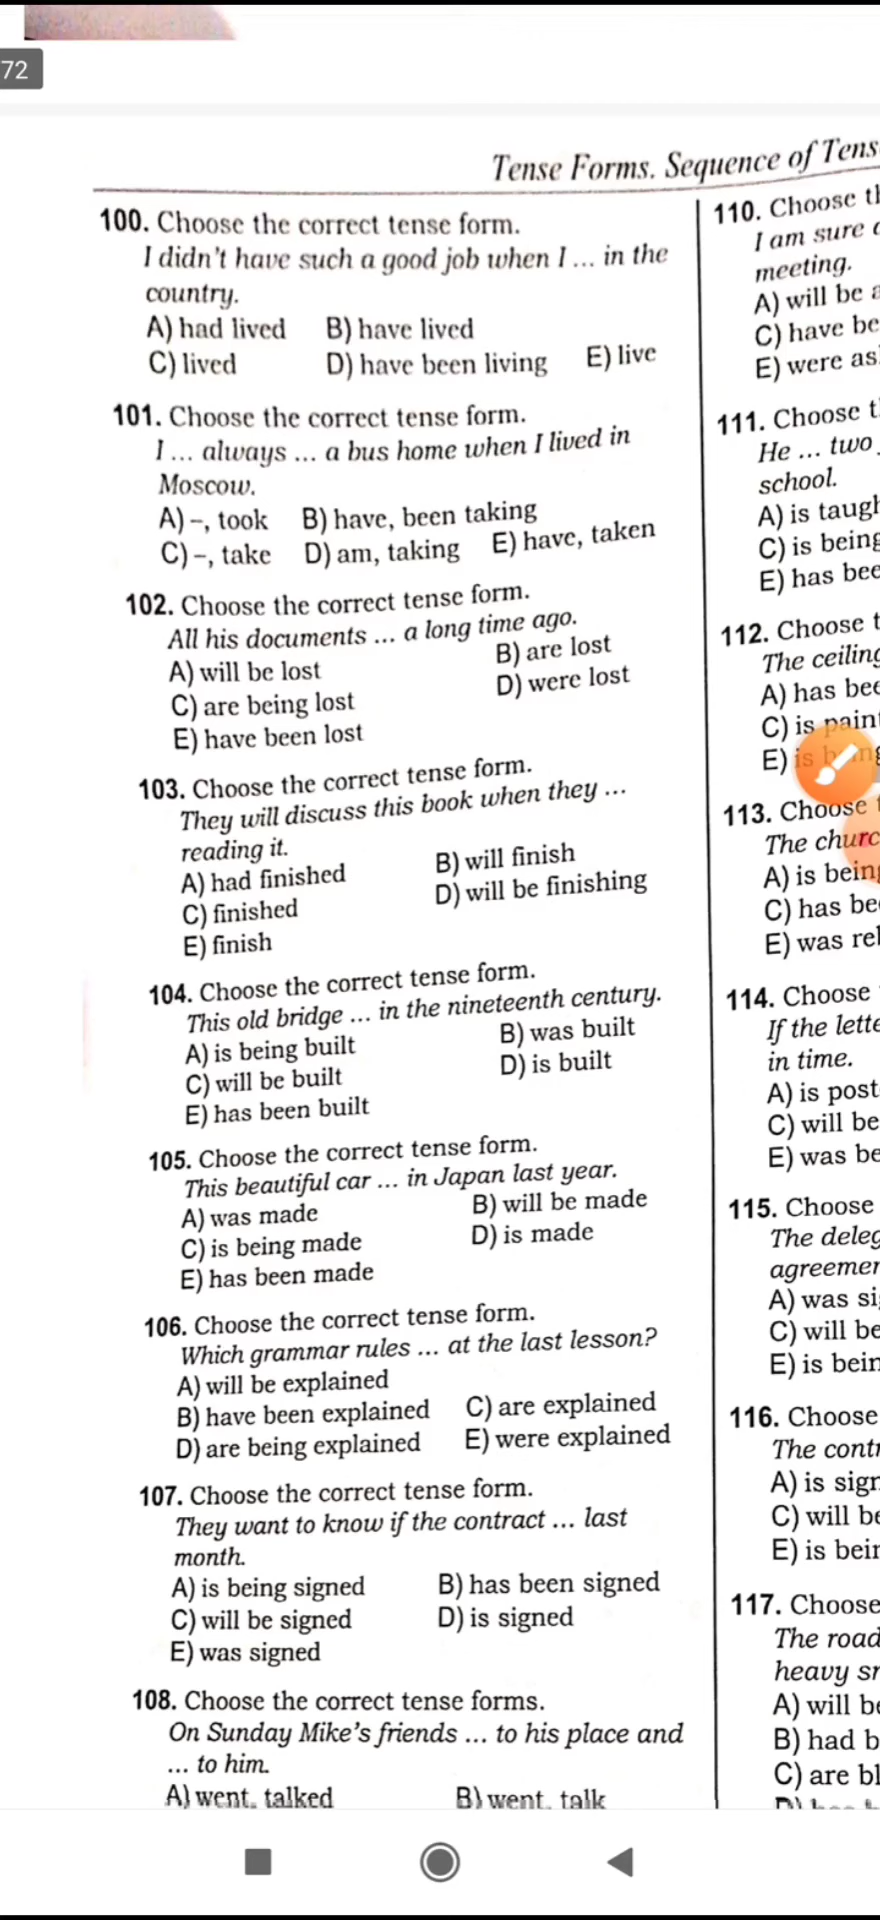 72
Tense Forms. Sequence of Tens
100. Choose the correct tense form.
I didn't have such a good job when I ... in the
country.
A) had lived B) have lived
C) lived D) have been living E) live
101. Choose the correct tense form.
I ... always ... a bus home when I lived in
Moscow.
A) –, took B) have, been taking
C) –, take D) am, taking E) have, taken
102. Choose the correct tense form.
All his documents ... a long time ago.
A) will be lost B) are lost
C) are being lost D) were lost
E) have been lost
103. Choose the correct tense form.
They will discuss this book when they ...
reading it.
A) had finished B) will finish
C) finished D) will be finishing
E) finish
104. Choose the correct tense form.
This old bridge ... in the nineteenth century.
A) is being built B) was built
C) will be built D) is built
E) has been built
105. Choose the correct tense form.
This beautiful car ... in Japan last year.
A) was made B) will be made
C) is being made D) is made
E) has been made
106. Choose the correct tense form.
Which grammar rules ... at the last lesson?
A) will be explained
B) have been explained C) are explained
D) are being explained E) were explained
107. Choose the correct tense form.
They want to know if the contract ... last
month.
A) is being signed B) has been signed
C) will be signed D) is signed
E) was signed
108. Choose the correct tense forms.
On Sunday Mike's friends ... to his place and
... to him.
A) went, talked B) went, talk
110. Choose th
I am sure
meeting.
A) will be a
C) have be
E) were as
111. Choose t
He ... two
school.
A) is taugh
C) is being
E) has bee
112. Choose t
The ceiling
A) has bee
C) is paint
E) is
113. Choose
The churc
A) is being
C) has be
E) was rel
114. Choose
If the lette
in time.
A) is post
C) will be
E) was be
115. Choose
The deleg
agreemen
A) was si
C) will be
E) is bein
116. Choose
The contr
A) is sign
C) will be
E) is bein
117. Choose
The road
heavy sn
A) will be
B) had b
C) are bl